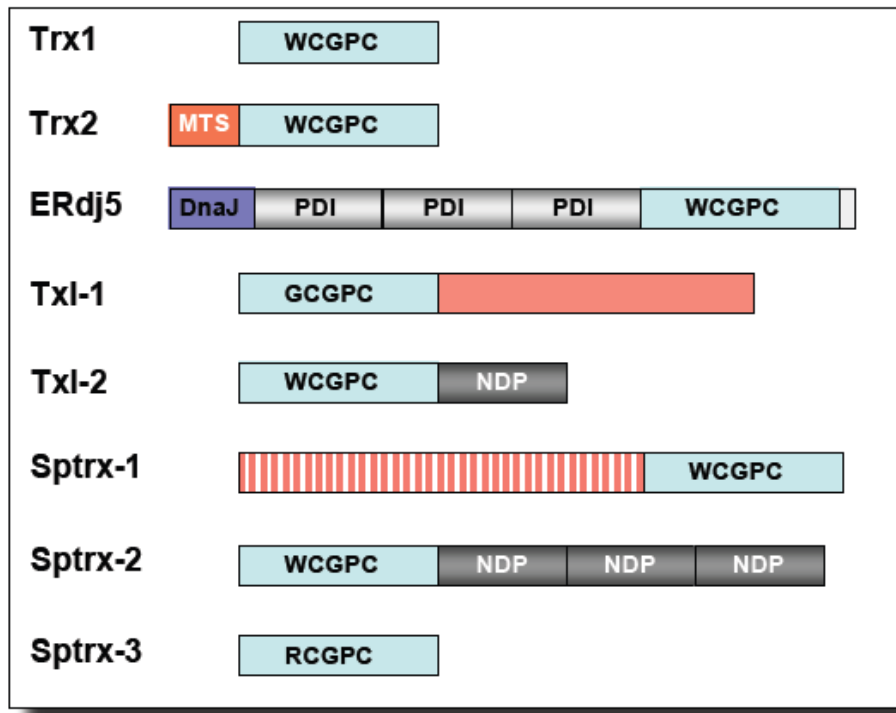 Trx1 WCGPC
Trx2 MTS WCGPC
ERdj5 DnaJ PDI PDI PDI WCGPC
Txl-1 GCGPC
Txl-2 WCGPC NDP
Sptrx-1 WCGPC
Sptrx-2 WCGPC NDP NDP NDP
Sptrx-3 RCGPC